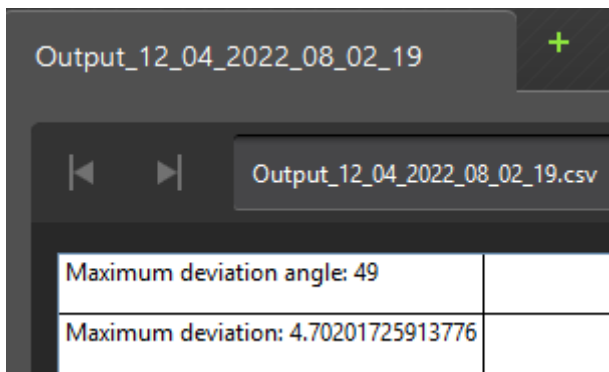 Output_12_04_2022_08_02_19
+
Output_12_04_2022_08_02_19.csv
Maximum deviation angle: 49
Maximum deviation: 4.70201725913776